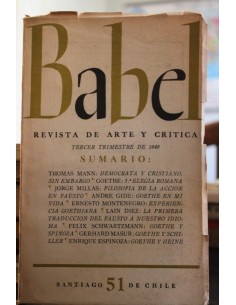 Babel
REVISTA DE ARTE Y CRITICA
TERCER TRIMESTRE DE 1949
SUMARIO:
THOMAS MANN: DEMOCRATA Y CRISTIANO,
SIN EMBARGO * GOETHE: 5ª ELEGIA ROMANA
* JORGE MILLAS: FILOSOFIA DE LA ACCION
EN FAUSTO * ANDRE GIDE: GOETHE EN MI
VIDA * ERNESTO MONTENEGRO: EXPERIEN-
CIA GOETHIANA * LAIN DIEZ: LA PRIMERA
TRADUCCION DEL FAUSTO A NUESTRO IDIO-
MA * FELIX SCHWARTZMANN: GOETHE Y
SPINOZA * GERHARD MASUR: GOETHE Y SCHI-
LLER * ENRIQUE ESPINOZA: GOETHE Y HEINE
SANTIAGO 51 DE CHILE